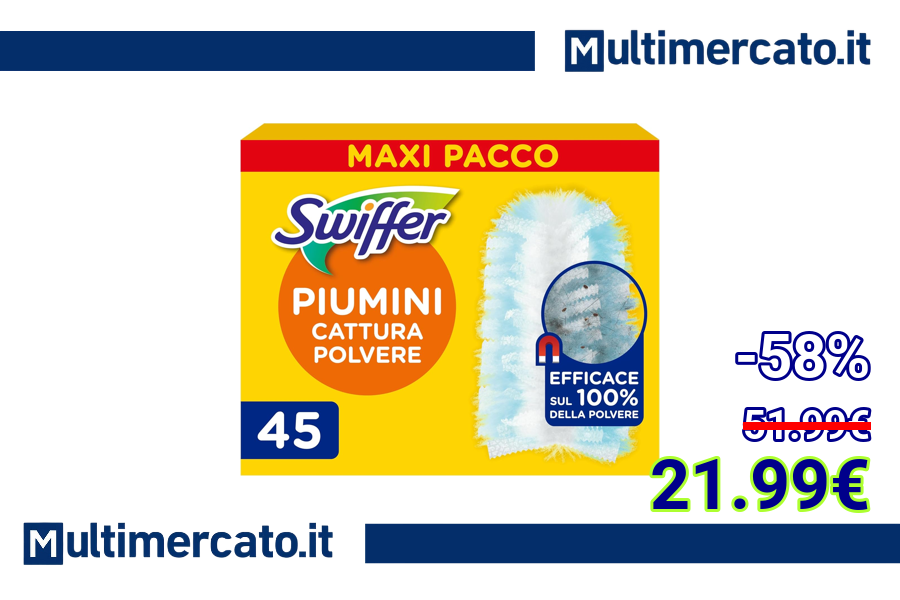 Multimercato.it
MAXI PACCO
Swiffer
PIUMINI
CATTURA
POLVERE
EFFICACE
SUL 100%
DELLA POLVERE
45
-58%
51.99€
21.99€
Multimercato.it